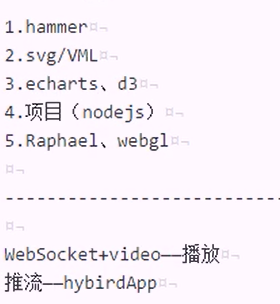 1.hammer
2.svg/VML
3.echarts、d3
4.项目（nodejs）
5.Raphael、webgl
--------------------------------
WebSocket+video——播放
推流——hybirdApp